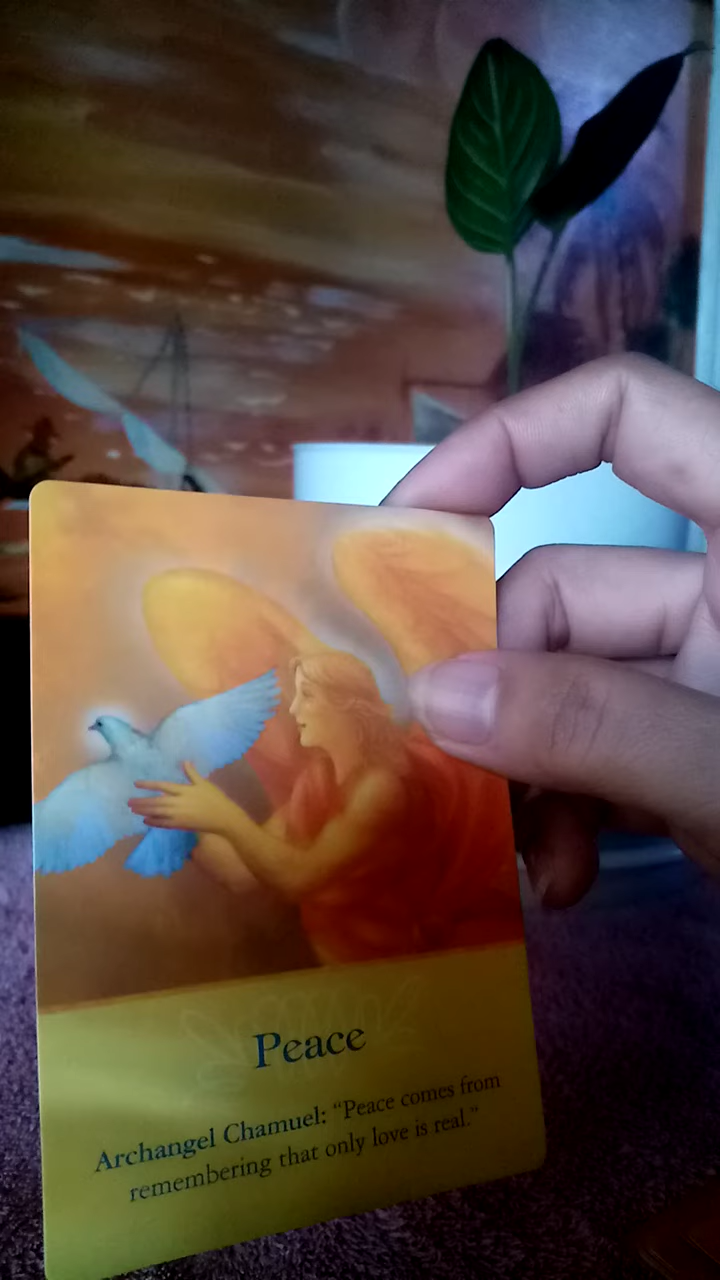 Peace
Archangel Chamuel: “Peace comes from
remembering that only love is real.”